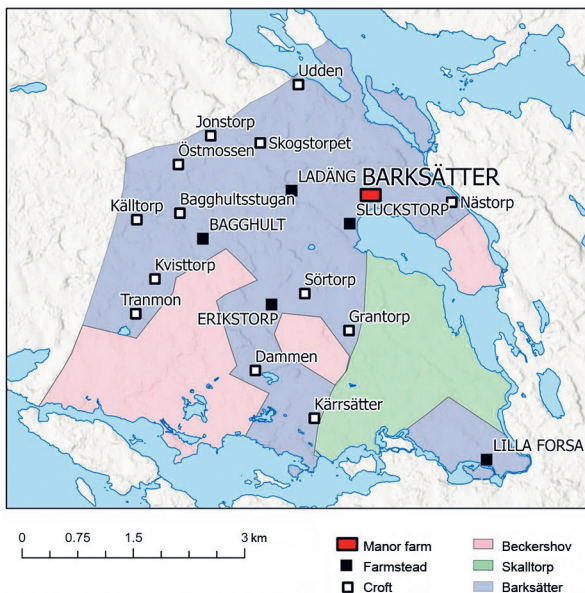 Udden
Jonstorp
Skogstorpet
Östmossen
LADÄNG
BARKSÄTTER
Bagghultsstugan
Nästorp
Källtorp
SLUCKSTORP
BAGGHULT
Kvisttorp
Sörtorp
Tranmon
ERIKSTORP
Grantorp
Dammen
Kärrsätter
LILLA FORSA
0 0.75 1.5 3 km
Manor farm
Farmstead
Croft
Beckershov
Skalltorp
Barksätter